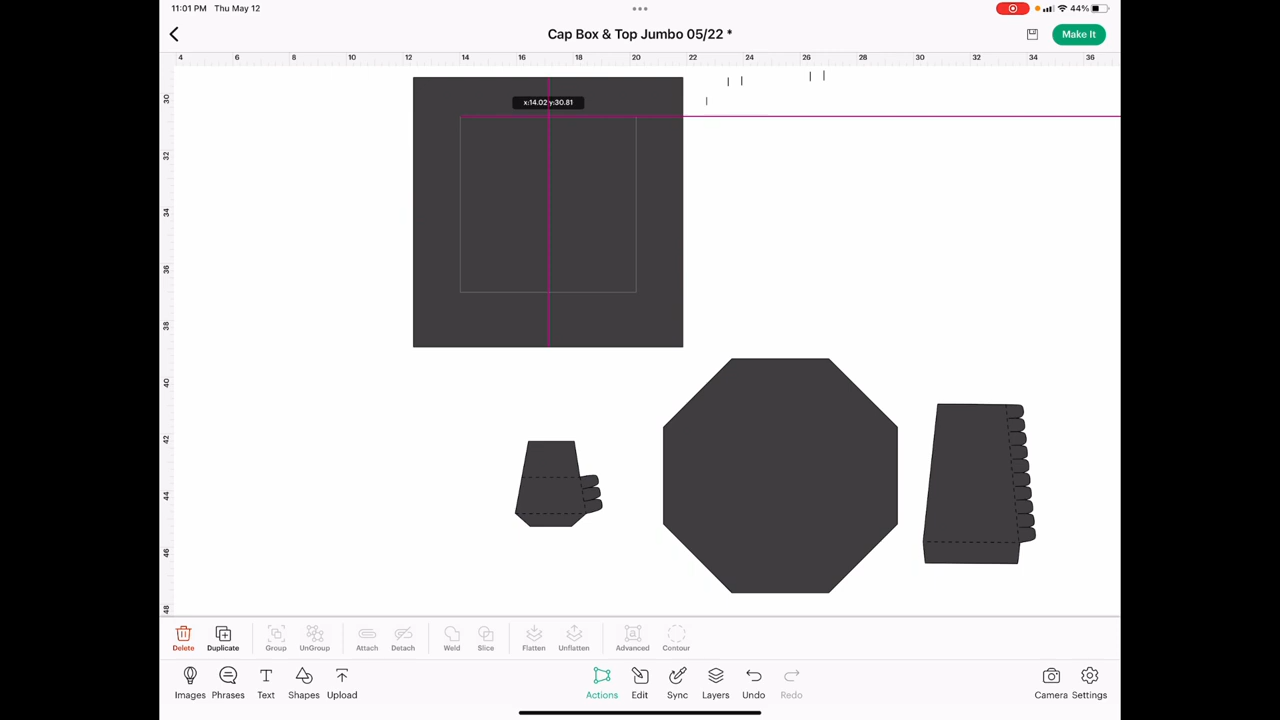 11:01 PM Thu May 12
44%
Cap Box & Top Jumbo 05/22 *
Make It
4 6 8 10 12 14 16 18 20 22 24 26 28 30 32 34 36
30
32
34
36
38
40
42
44
46
48
x:14.02 y:30.81
Delete Duplicate Group UnGroup Attach Detach Weld Slice Flatten Unflatten Advanced Contour
Images Phrases Text Shapes Upload Actions Edit Sync Layers Undo Redo Camera Settings